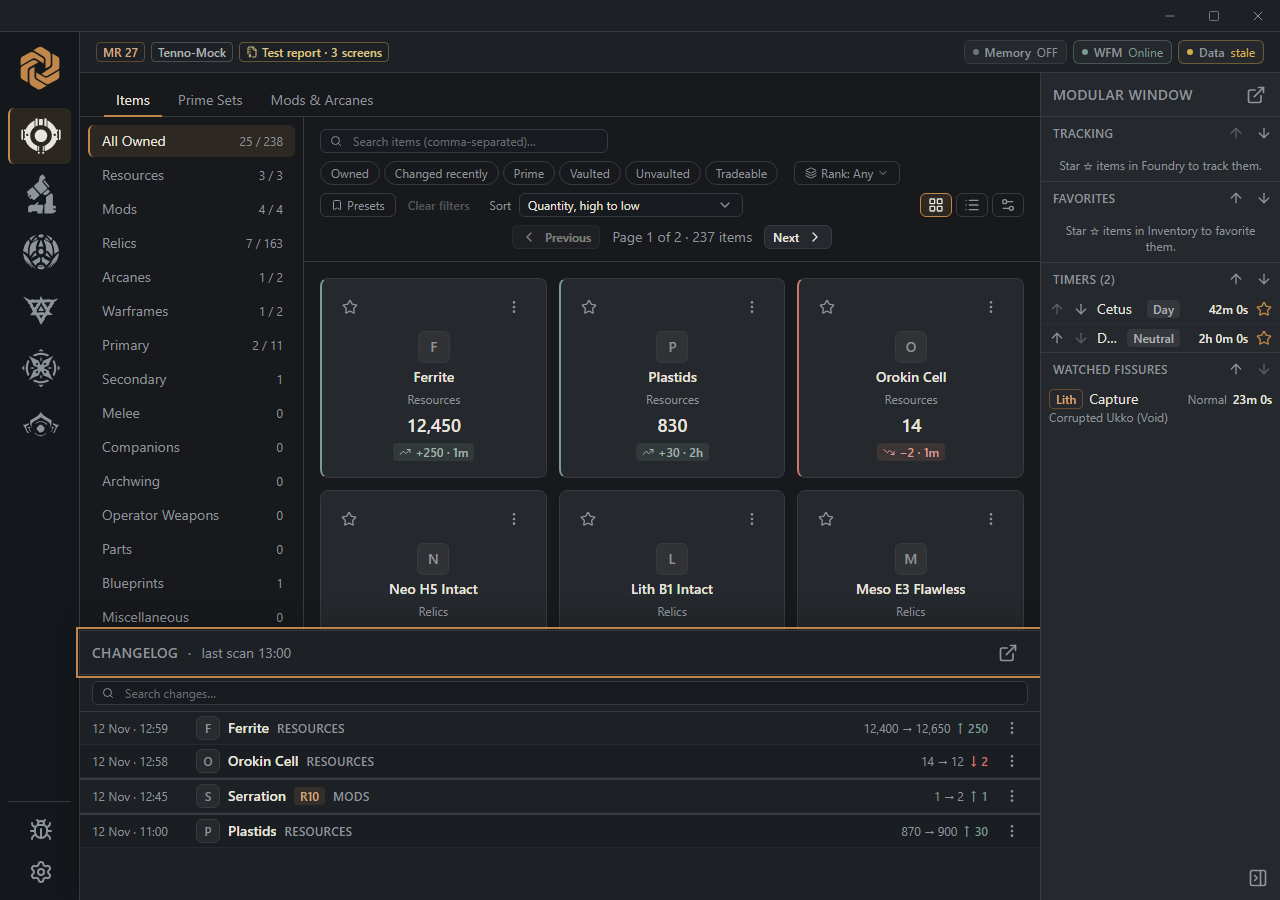 MR 27
Tenno-Mock
Test report · 3 screens
Memory OFF
WFM Online
Data stale
Items
Prime Sets
Mods & Arcanes
All Owned 25 / 238
Resources 3 / 3
Mods 4 / 4
Relics 7 / 163
Arcanes 1 / 2
Warframes 1 / 2
Primary 2 / 11
Secondary 1
Melee 0
Companions 0
Archwing 0
Operator Weapons 0
Parts 0
Blueprints 1
Miscellaneous 0
Search items (comma-separated)...
Owned
Changed recently
Prime
Vaulted
Unvaulted
Tradeable
Rank: Any
Presets
Clear filters
Sort
Quantity, high to low
Previous
Page 1 of 2 · 237 items
Next
F
Ferrite
Resources
12,450
+250 · 1m
P
Plastids
Resources
830
+30 · 2h
O
Orokin Cell
Resources
14
−2 · 1m
N
Neo H5 Intact
Relics
L
Lith B1 Intact
Relics
M
Meso E3 Flawless
Relics
CHANGELOG · last scan 13:00
Search changes...
12 Nov · 12:59 F Ferrite RESOURCES 12,400 → 12,650 ↑ 250
12 Nov · 12:58 O Orokin Cell RESOURCES 14 → 12 ↓ 2
12 Nov · 12:45 S Serration R10 MODS 1 → 2 ↑ 1
12 Nov · 11:00 P Plastids RESOURCES 870 → 900 ↑ 30
MODULAR WINDOW
TRACKING
Star ☆ items in Foundry to track them.
FAVORITES
Star ☆ items in Inventory to favorite
them.
TIMERS (2)
Cetus Day 42m 0s
D... Neutral 2h 0m 0s
WATCHED FISSURES
Lith Capture Normal 23m 0s
Corrupted Ukko (Void)